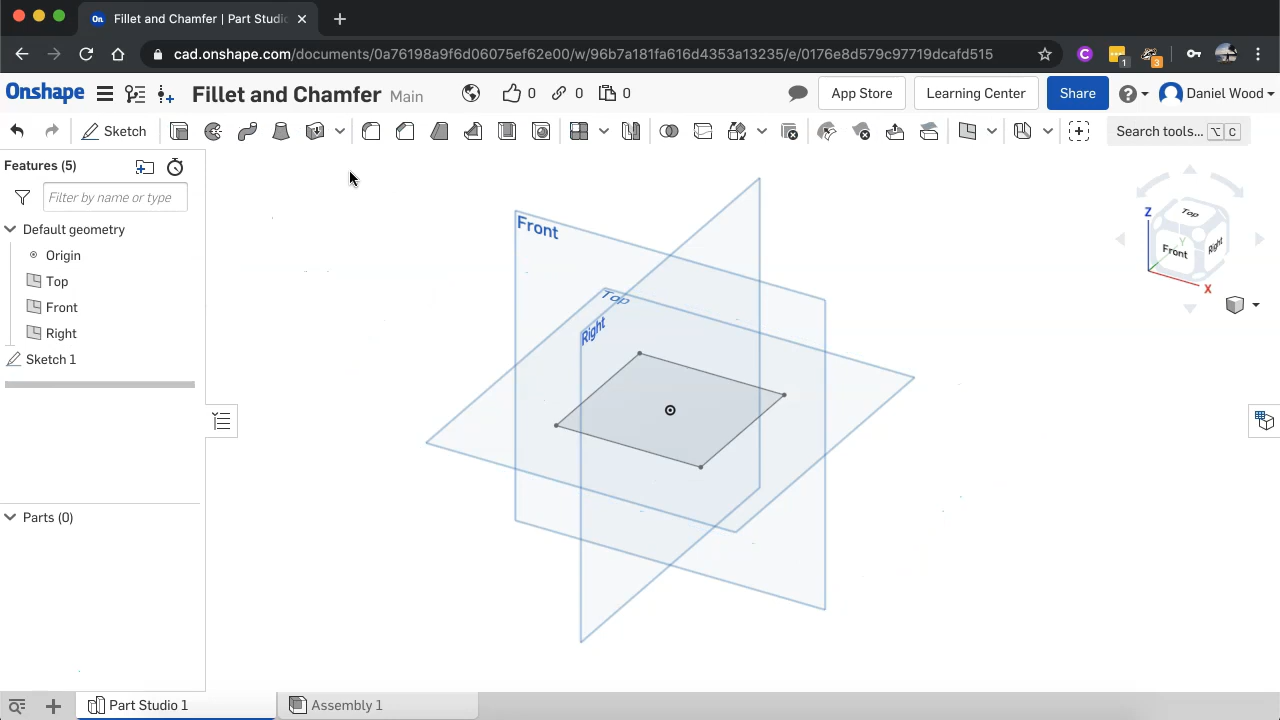 On Fillet and Chamfer | Part Studio
cad.onshape.com/documents/0a76198a9f6d06075ef62e00/w/96b7a181fa616d4353a13235/e/0176e8d579c97719dcafd515
C 1 3
Onshape Fillet and Chamfer Main 0 0 0 App Store Learning Center Share Daniel Wood
Sketch Search tools... ⌥ C
Features (5)
Filter by name or type
Default geometry
Origin
Top
Front
Right
Sketch 1
Parts (0)
Front
Top
Right
Z
Top
Y
Front
Right
X
Part Studio 1
Assembly 1